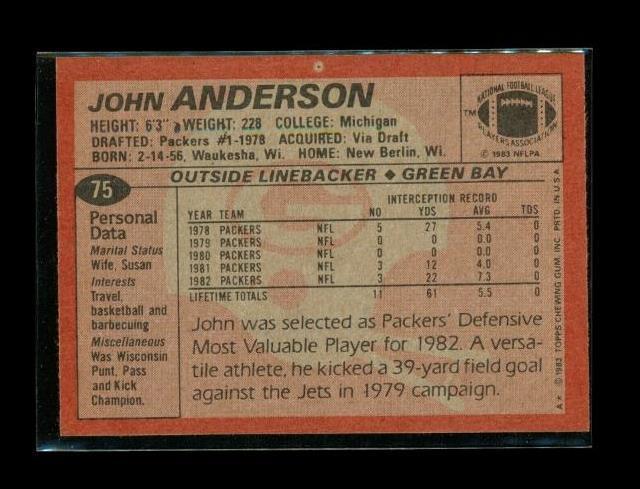 JOHN ANDERSON
HEIGHT: 6'3" WEIGHT: 228 COLLEGE: Michigan
DRAFTED: Packers #1-1978 ACQUIRED: Via Draft
BORN: 2-14-56, Waukesha, Wi. HOME: New Berlin, Wi.
NATIONAL FOOTBALL LEAGUE
PLAYERS ASSOCIATION
TM
© 1983 NFLPA
75
OUTSIDE LINEBACKER ◆ GREEN BAY
Personal
Data
Marital Status
Wife, Susan
Interests
Travel,
basketball and
barbecuing
Miscellaneous
Was Wisconsin
Punt, Pass
and Kick
Champion.
INTERCEPTION RECORD
YEAR TEAM NO YDS AVG TDS
1978 PACKERS NFL 5 27 5.4 0
1979 PACKERS NFL 0 0 0.0 0
1980 PACKERS NFL 0 0 0.0 0
1981 PACKERS NFL 3 12 4.0 0
1982 PACKERS NFL 3 22 7.3 0
LIFETIME TOTALS 11 61 5.5 0
John was selected as Packers' Defensive
Most Valuable Player for 1982. A versa-
tile athlete, he kicked a 39-yard field goal
against the Jets in 1979 campaign.
A * © 1983 TOPPS CHEWING GUM, INC. PRTD. IN U.S.A.